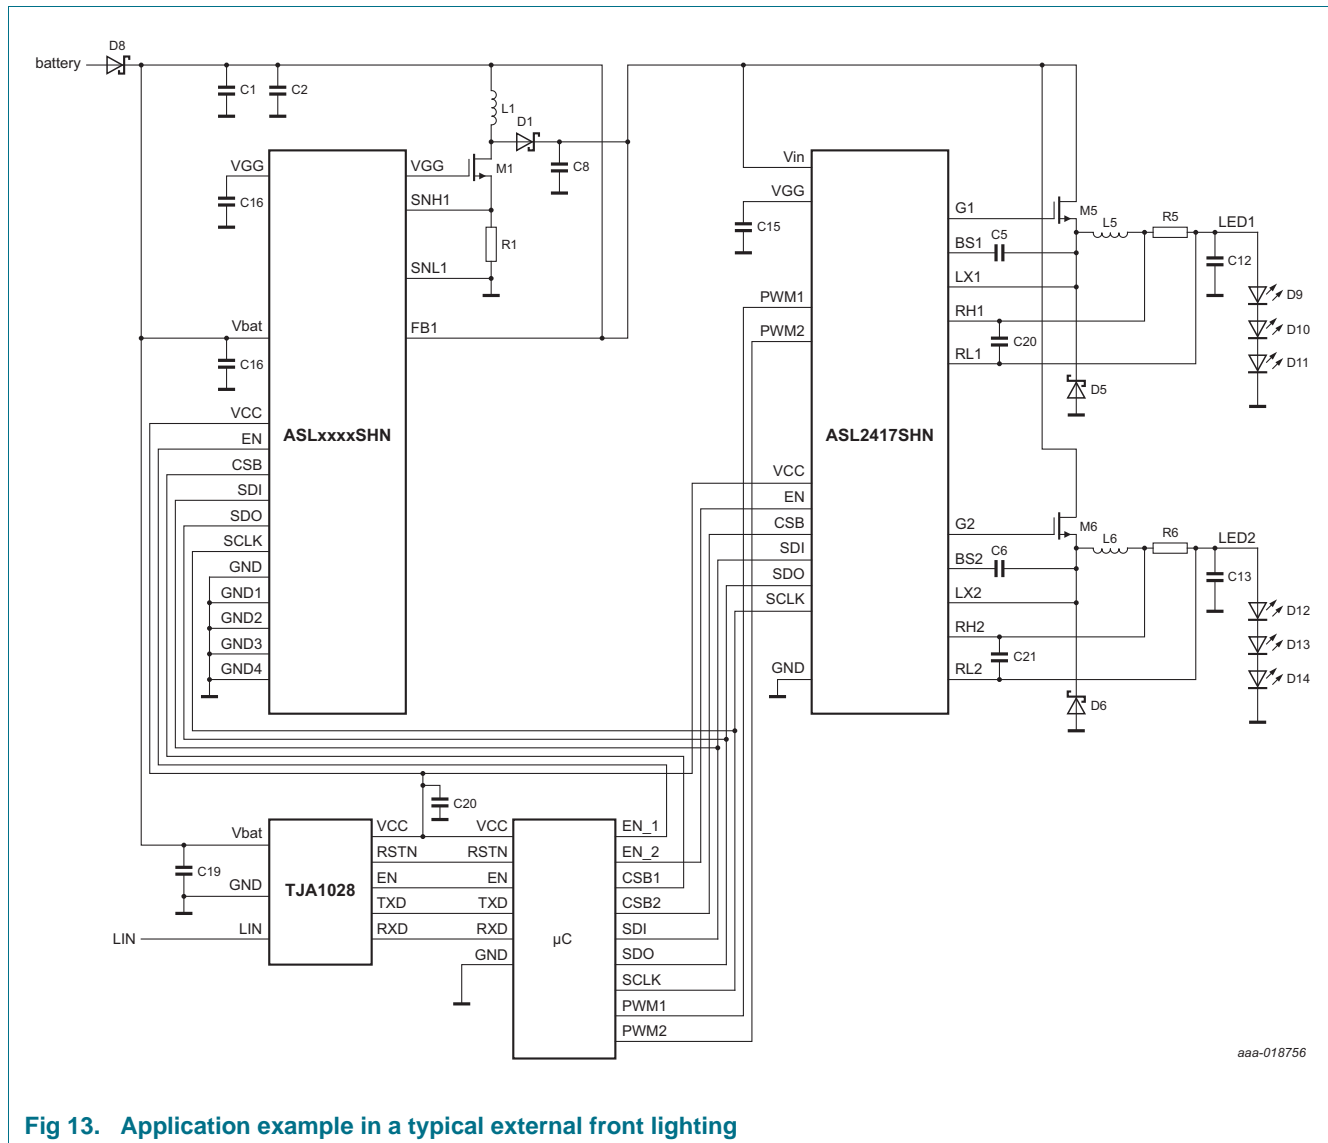 battery
D8
C1
C2
L1
D1
C8
M1
VGG
C16
VGG
SNH1
R1
SNL1
Vbat
FB1
C16
VCC
EN
CSB
SDI
SDO
SCLK
GND
GND1
GND2
GND3
GND4
ASLxxxxSHN
Vin
VGG
C15
PWM1
PWM2
VCC
EN
CSB
SDI
SDO
SCLK
GND
ASL2417SHN
G1
BS1
LX1
RH1
RL1
G2
BS2
LX2
RH2
RL2
M5
C5
L5
R5
LED1
C12
D9
D10
D11
C20
D5
M6
C6
L6
R6
LED2
C13
D12
D13
D14
C21
D6
C20
Vbat
C19
GND
LIN
LIN
TJA1028
VCC
RSTN
EN
TXD
RXD
VCC
RSTN
EN
TXD
RXD
GND
µC
EN_1
EN_2
CSB1
CSB2
SDI
SDO
SCLK
PWM1
PWM2
aaa-018756
Fig 13. Application example in a typical external front lighting